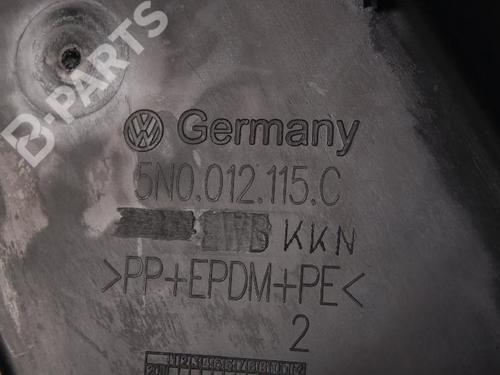 B-PARTS
Germany
5N0.012.115.C
KKN
>PP+EPDM+PE<
2